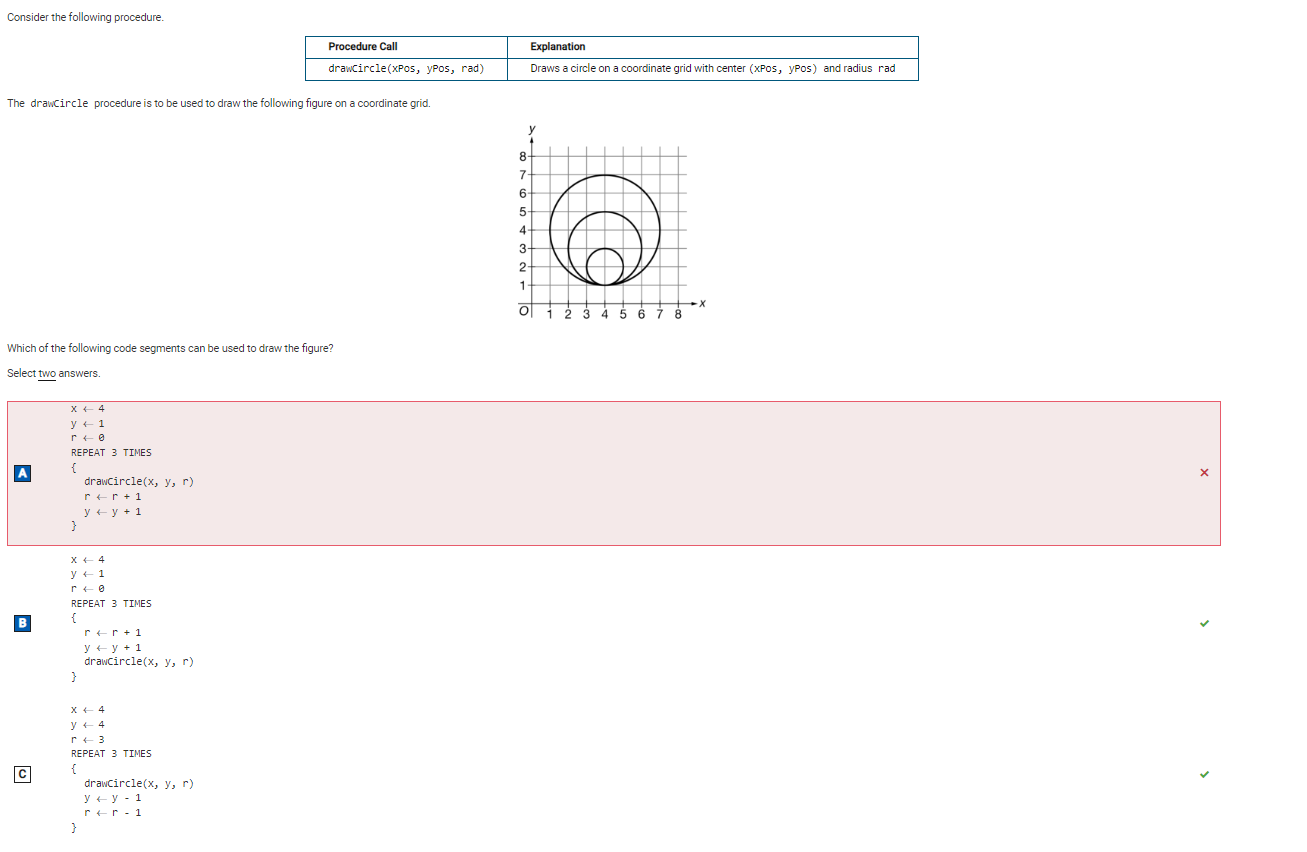 Consider the following procedure.
Procedure Call Explanation
drawCircle(xPos, yPos, rad) Draws a circle on a coordinate grid with center (xPos, yPos) and radius rad
The drawCircle procedure is to be used to draw the following figure on a coordinate grid.
y
8
7
6
5
4
3
2
1
O 1 2 3 4 5 6 7 8 x
Which of the following code segments can be used to draw the figure?
Select two answers.
A
x ← 4
y ← 1
r ← 0
REPEAT 3 TIMES
{
drawCircle(x, y, r)
r ← r + 1
y ← y + 1
}
B
x ← 4
y ← 1
r ← 0
REPEAT 3 TIMES
{
r ← r + 1
y ← y + 1
drawCircle(x, y, r)
}
C
x ← 4
y ← 4
r ← 3
REPEAT 3 TIMES
{
drawCircle(x, y, r)
y ← y - 1
r ← r - 1
}